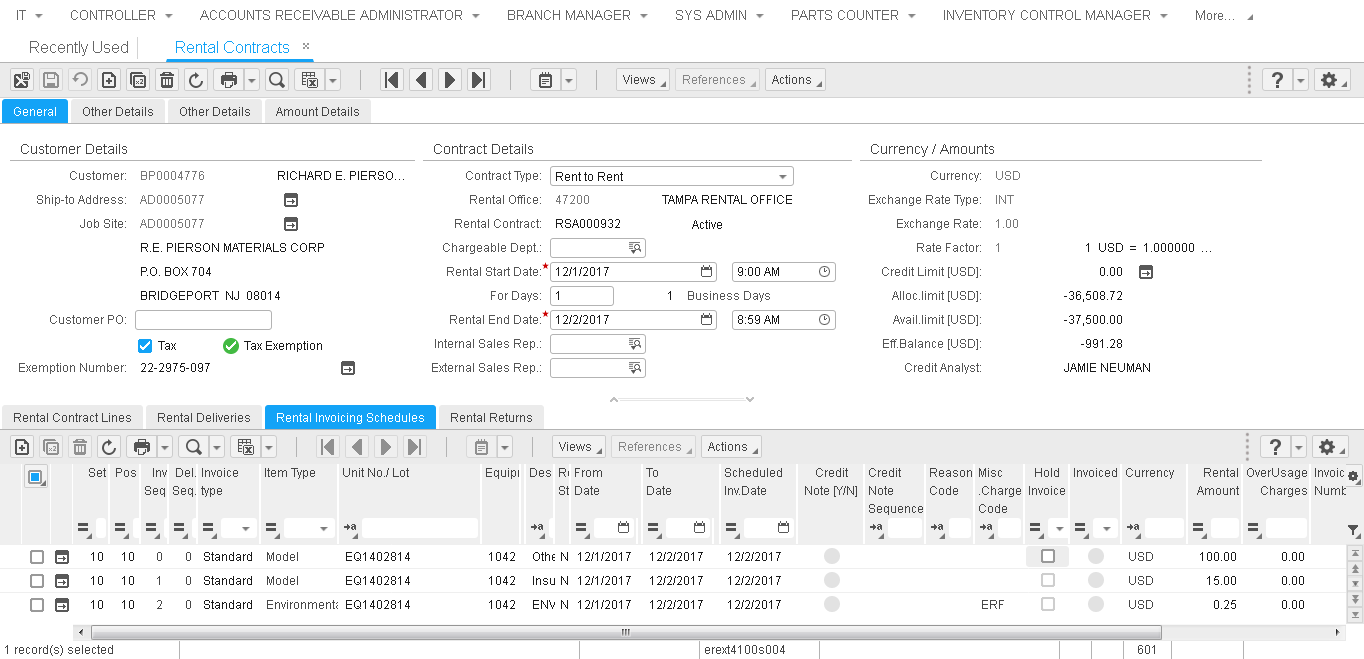 IT CONTROLLER ACCOUNTS RECEIVABLE ADMINISTRATOR BRANCH MANAGER SYS ADMIN PARTS COUNTER INVENTORY CONTROL MANAGER More...
Recently Used Rental Contracts ×
Views References Actions ?
General Other Details Other Details Amount Details
Customer Details Contract Details Currency / Amounts
Customer: BP0004776 RICHARD E. PIERSO... Contract Type: Rent to Rent Currency: USD
Ship-to Address: AD0005077 Rental Office: 47200 TAMPA RENTAL OFFICE Exchange Rate Type: INT
Job Site: AD0005077 Rental Contract: RSA000932 Active Exchange Rate: 1.00
R.E. PIERSON MATERIALS CORP Chargeable Dept.: Rate Factor: 1 1 USD = 1.000000 ...
P.O. BOX 704 Rental Start Date:* 12/1/2017 9:00 AM Credit Limit [USD]: 0.00
BRIDGEPORT NJ 08014 For Days: 1 1 Business Days Alloc.limit [USD]: -36,508.72
Customer PO: Rental End Date:* 12/2/2017 8:59 AM Avail.limit [USD]: -37,500.00
Tax Tax Exemption Internal Sales Rep.: Eff.Balance [USD]: -991.28
Exemption Number: 22-2975-097 External Sales Rep.: Credit Analyst: JAMIE NEUMAN
Rental Contract Lines Rental Deliveries Rental Invoicing Schedules Rental Returns
Views References Actions ?
Set Pos Inv Del. Invoice Item Type Unit No./ Lot Equipi Des Re From To Scheduled Credit Credit Reason Misc Hold Invoiced Currency Rental OverUsage Invoic
Seq Seq. type St Date Date Inv.Date Note [Y/N] Note Code .Charge Invoice Amount Charges Numb
Sequence Code
10 10 0 0 Standard Model EQ1402814 1042 Othe N 12/1/2017 12/2/2017 12/2/2017 USD 100.00 0.00
10 10 1 0 Standard Model EQ1402814 1042 Insu N 12/1/2017 12/2/2017 12/2/2017 USD 15.00 0.00
10 10 2 0 Standard Environmenta EQ1402814 1042 ENV N 12/1/2017 12/2/2017 12/2/2017 ERF USD 0.25 0.00
1 record(s) selected erext4100s004 601